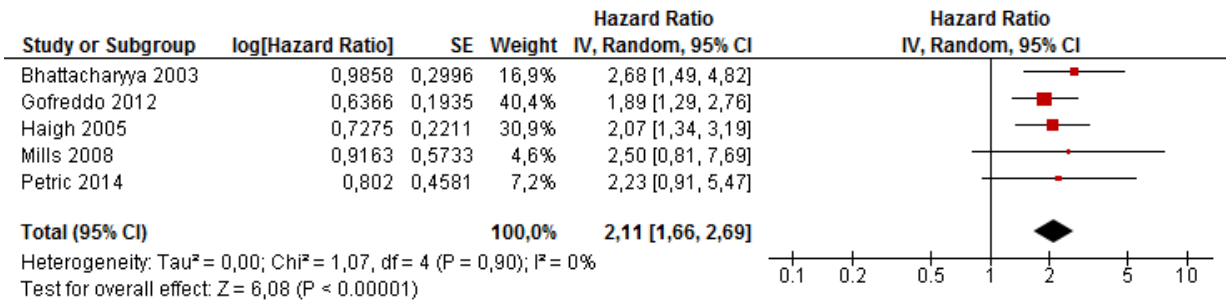 Hazard Ratio Hazard Ratio
Study or Subgroup log[Hazard Ratio] SE Weight IV, Random, 95% CI IV, Random, 95% CI
Bhattacharyya 2003 0,9858 0,2996 16,9% 2,68 [1,49, 4,82]
Gofreddo 2012 0,6366 0,1935 40,4% 1,89 [1,29, 2,76]
Haigh 2005 0,7275 0,2211 30,9% 2,07 [1,34, 3,19]
Mills 2008 0,9163 0,5733 4,6% 2,50 [0,81, 7,69]
Petric 2014 0,802 0,4581 7,2% 2,23 [0,91, 5,47]
Total (95% CI) 100,0% 2,11 [1,66, 2,69]
Heterogeneity: Tau² = 0,00; Chi² = 1,07, df = 4 (P = 0,90); I² = 0%
Test for overall effect: Z = 6,08 (P < 0.00001)
0.1 0.2 0.5 1 2 5 10